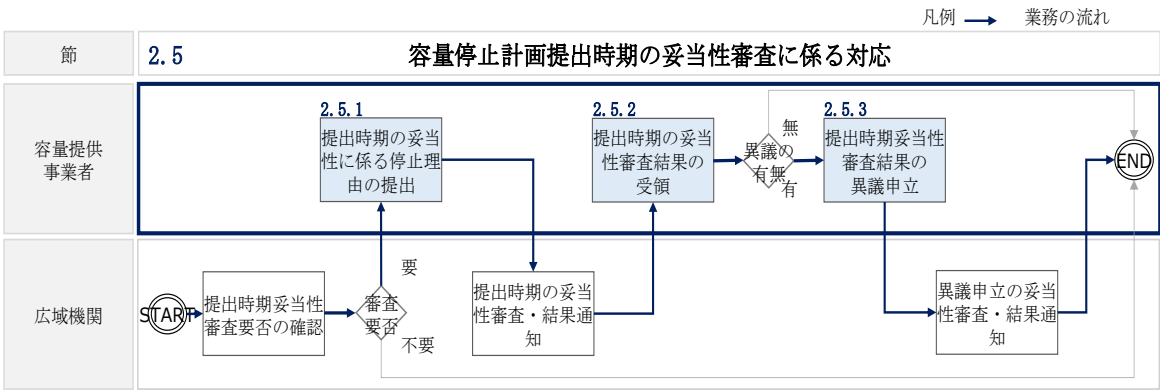 凡例 業務の流れ
節 2.5 容量停止計画提出時期の妥当性審査に係る対応
容量提供
事業者
2.5.1
提出時期の妥当
性に係る停止理
由の提出
2.5.2
提出時期の妥当
性審査結果の
受領
異議の
有無
無
有
2.5.3
提出時期妥当性
審査結果の
異議申立
END
広域機関
START
提出時期妥当性
審査要否の確認
審査
要否
要
不要
提出時期の妥当
性審査・結果通
知
異議申立の妥当
性審査・結果通
知